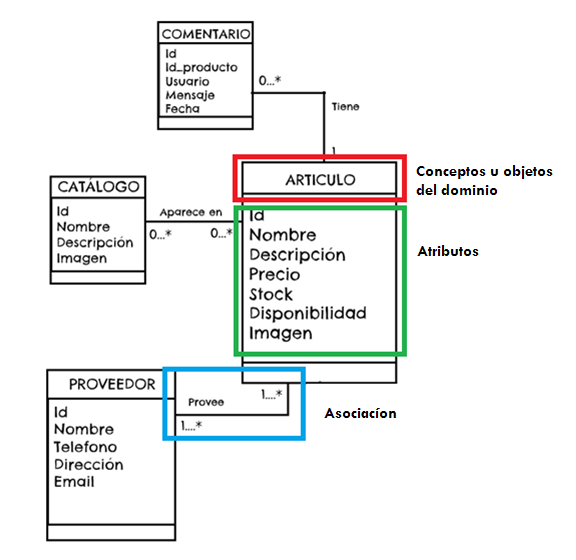 COMENTARIO
Id
Id_producto
Usuario
Mensaje
Fecha
0...*
Tiene
1
ARTICULO
Conceptos u objetos
del dominio
CATÁLOGO
Id
Nombre
Descripción
Imagen
Aparece en
0...*
0...*
Id
Nombre
Descripción
Precio
Stock
Disponibilidad
Imagen
Atributos
PROVEEDOR
Id
Nombre
Telefono
Dirección
Email
Provee
1....*
1....*
Asociacíon